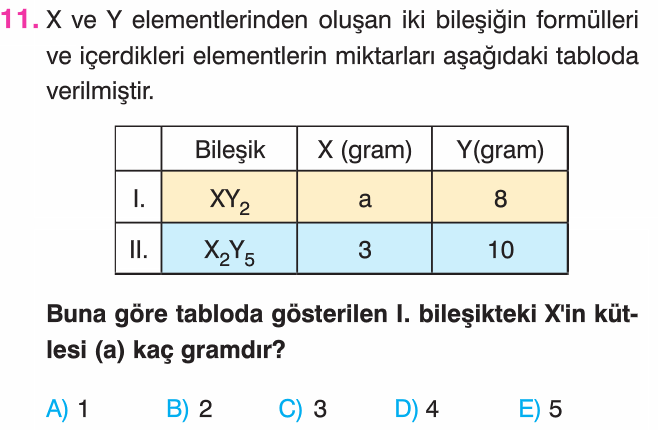 11. X ve Y elementlerinden oluşan iki bileşiğin formülleri
ve içerdikleri elementlerin miktarları aşağıdaki tabloda
verilmiştir.
Bileşik X (gram) Y(gram)
I. XY₂ a 8
II. X₂Y₅ 3 10
Buna göre tabloda gösterilen I. bileşikteki X'in küt-
lesi (a) kaç gramdır?
A) 1 B) 2 C) 3 D) 4 E) 5